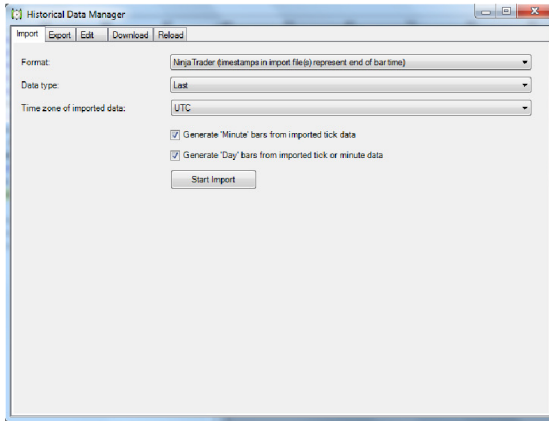 Historical Data Manager
Import Export Edit Download Reload
Format: NinjaTrader (timestamps in import file(s) represent end of bar time)
Data type: Last
Time zone of imported data: UTC
Generate 'Minute' bars from imported tick data
Generate 'Day' bars from imported tick or minute data
Start Import